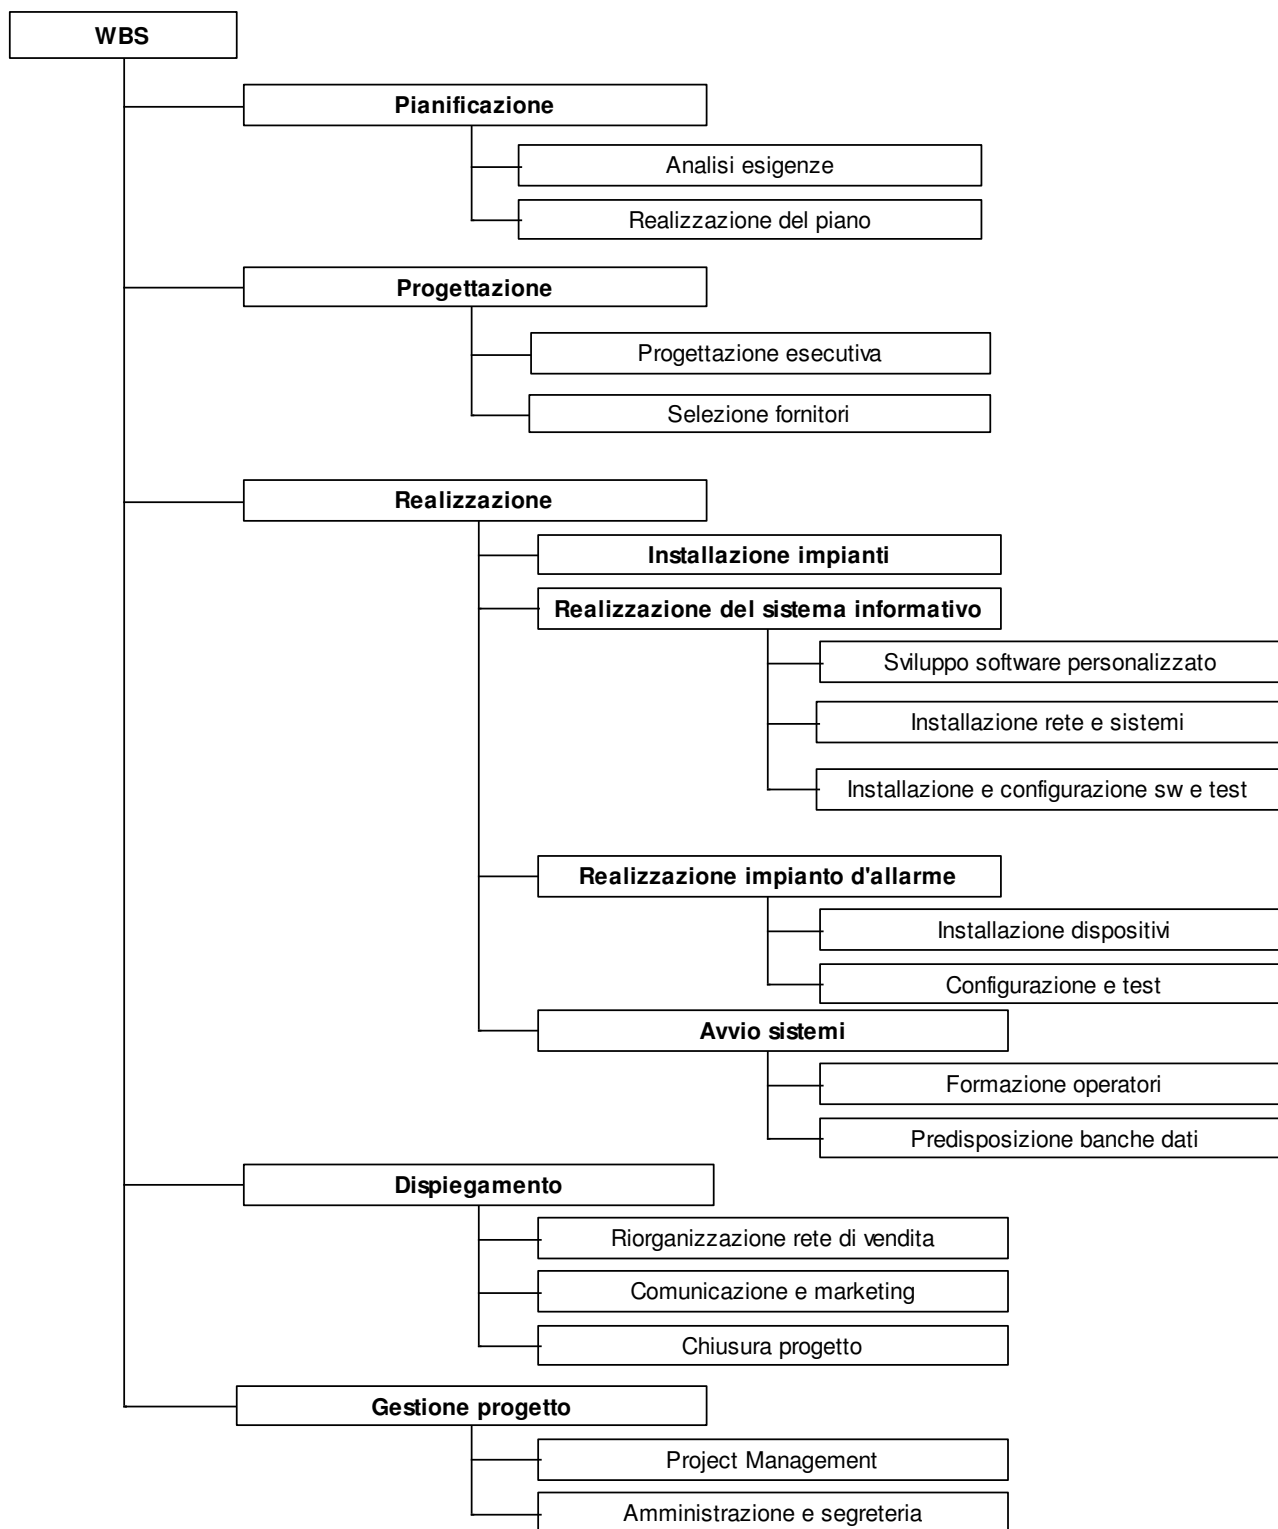 WBS
Pianificazione
Analisi esigenze
Realizzazione del piano
Progettazione
Progettazione esecutiva
Selezione fornitori
Realizzazione
Installazione impianti
Realizzazione del sistema informativo
Sviluppo software personalizzato
Installazione rete e sistemi
Installazione e configurazione sw e test
Realizzazione impianto d'allarme
Installazione dispositivi
Configurazione e test
Avvio sistemi
Formazione operatori
Predisposizione banche dati
Dispiegamento
Riorganizzazione rete di vendita
Comunicazione e marketing
Chiusura progetto
Gestione progetto
Project Management
Amministrazione e segreteria